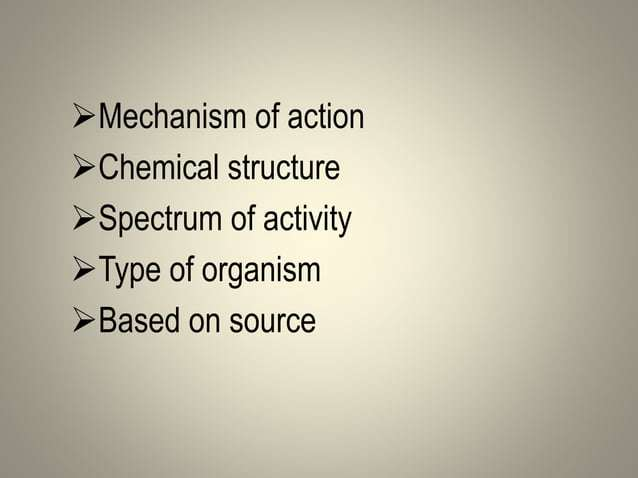 ➢Mechanism of action
➢Chemical structure
➢Spectrum of activity
➢Type of organism
➢Based on source